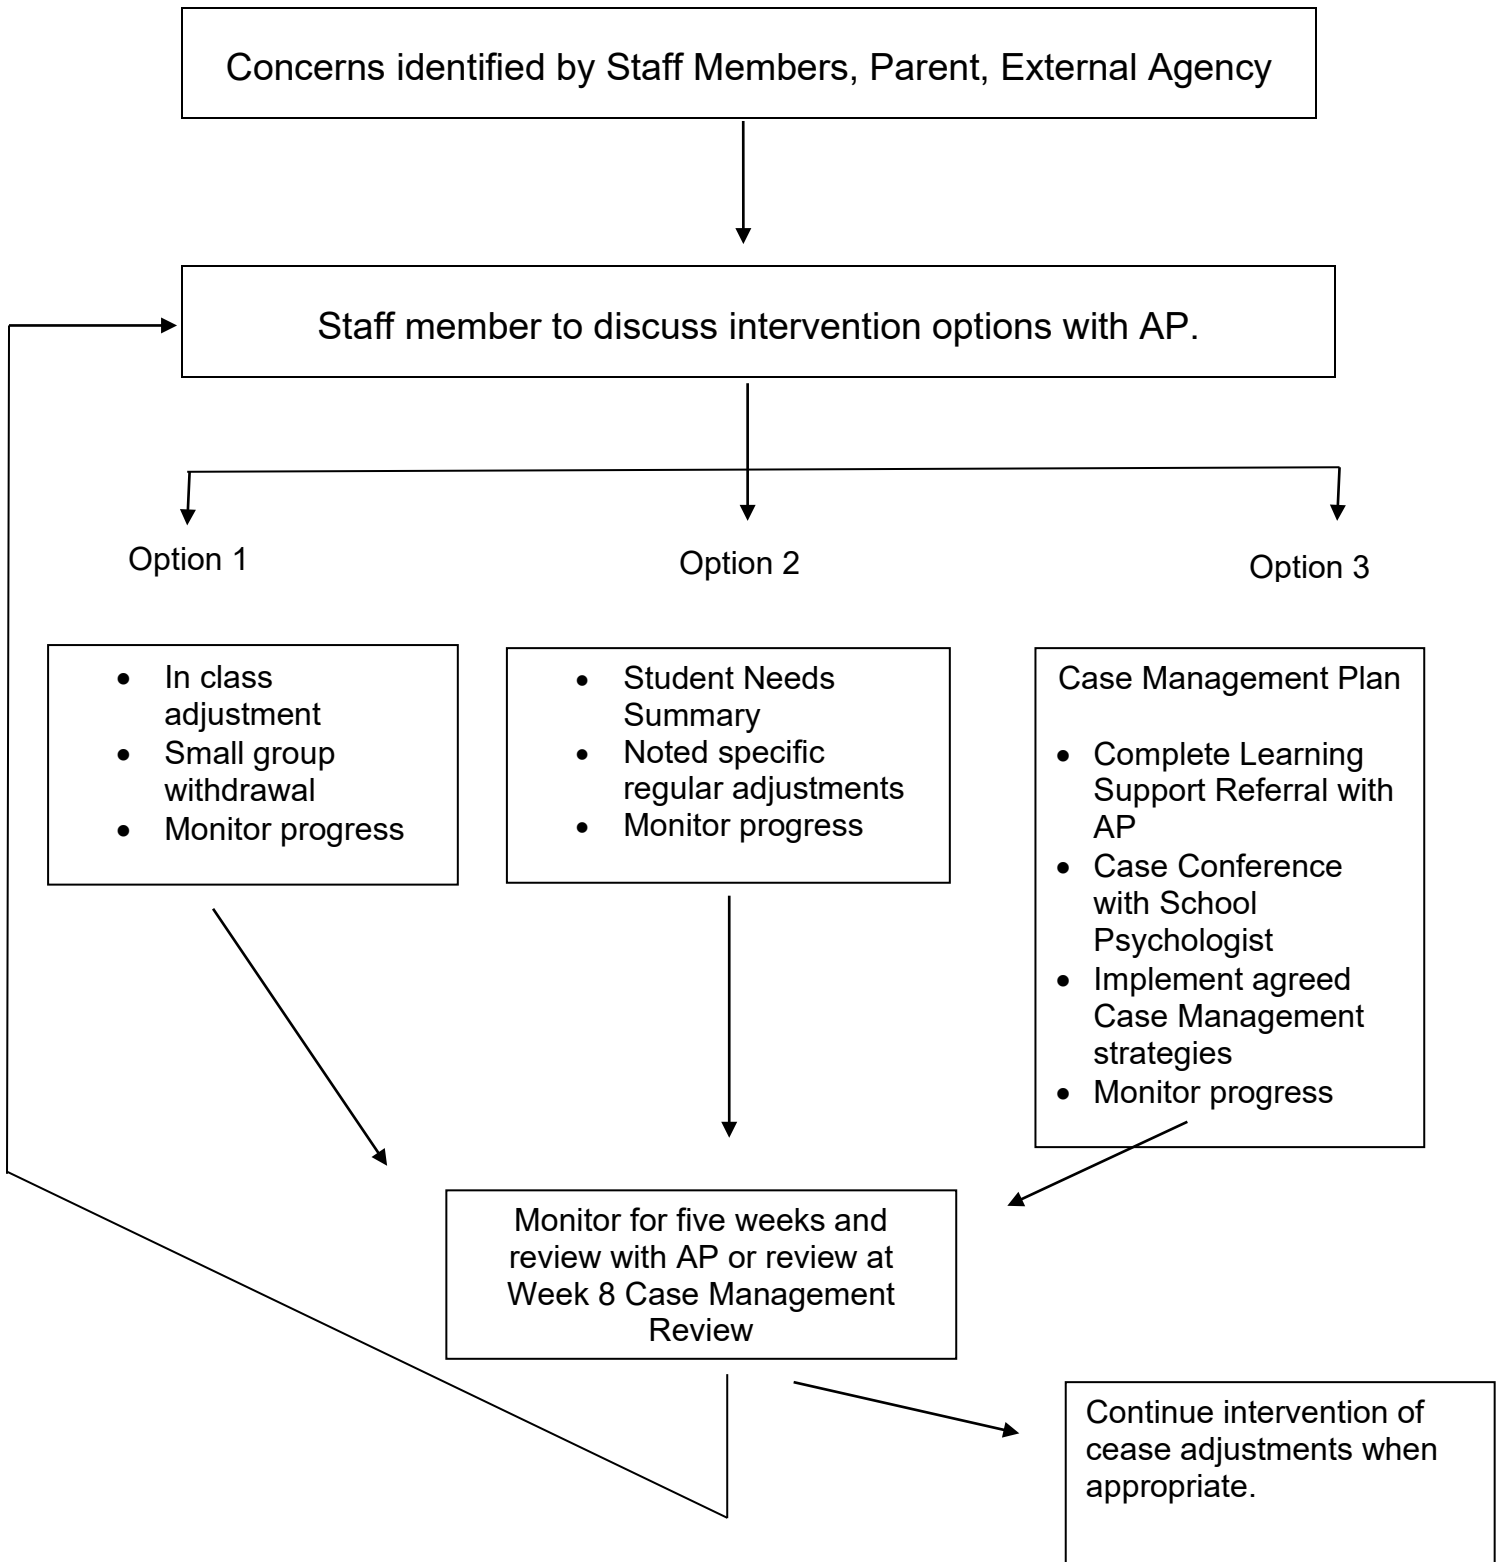 Concerns identified by Staff Members, Parent, External Agency
Staff member to discuss intervention options with AP.
Option 1
Option 2
Option 3
• In class
adjustment
• Small group
withdrawal
• Monitor progress
• Student Needs
Summary
• Noted specific
regular adjustments
• Monitor progress
Case Management Plan
• Complete Learning
Support Referral with
AP
• Case Conference
with School
Psychologist
• Implement agreed
Case Management
strategies
• Monitor progress
Monitor for five weeks and
review with AP or review at
Week 8 Case Management
Review
Continue intervention of
cease adjustments when
appropriate.